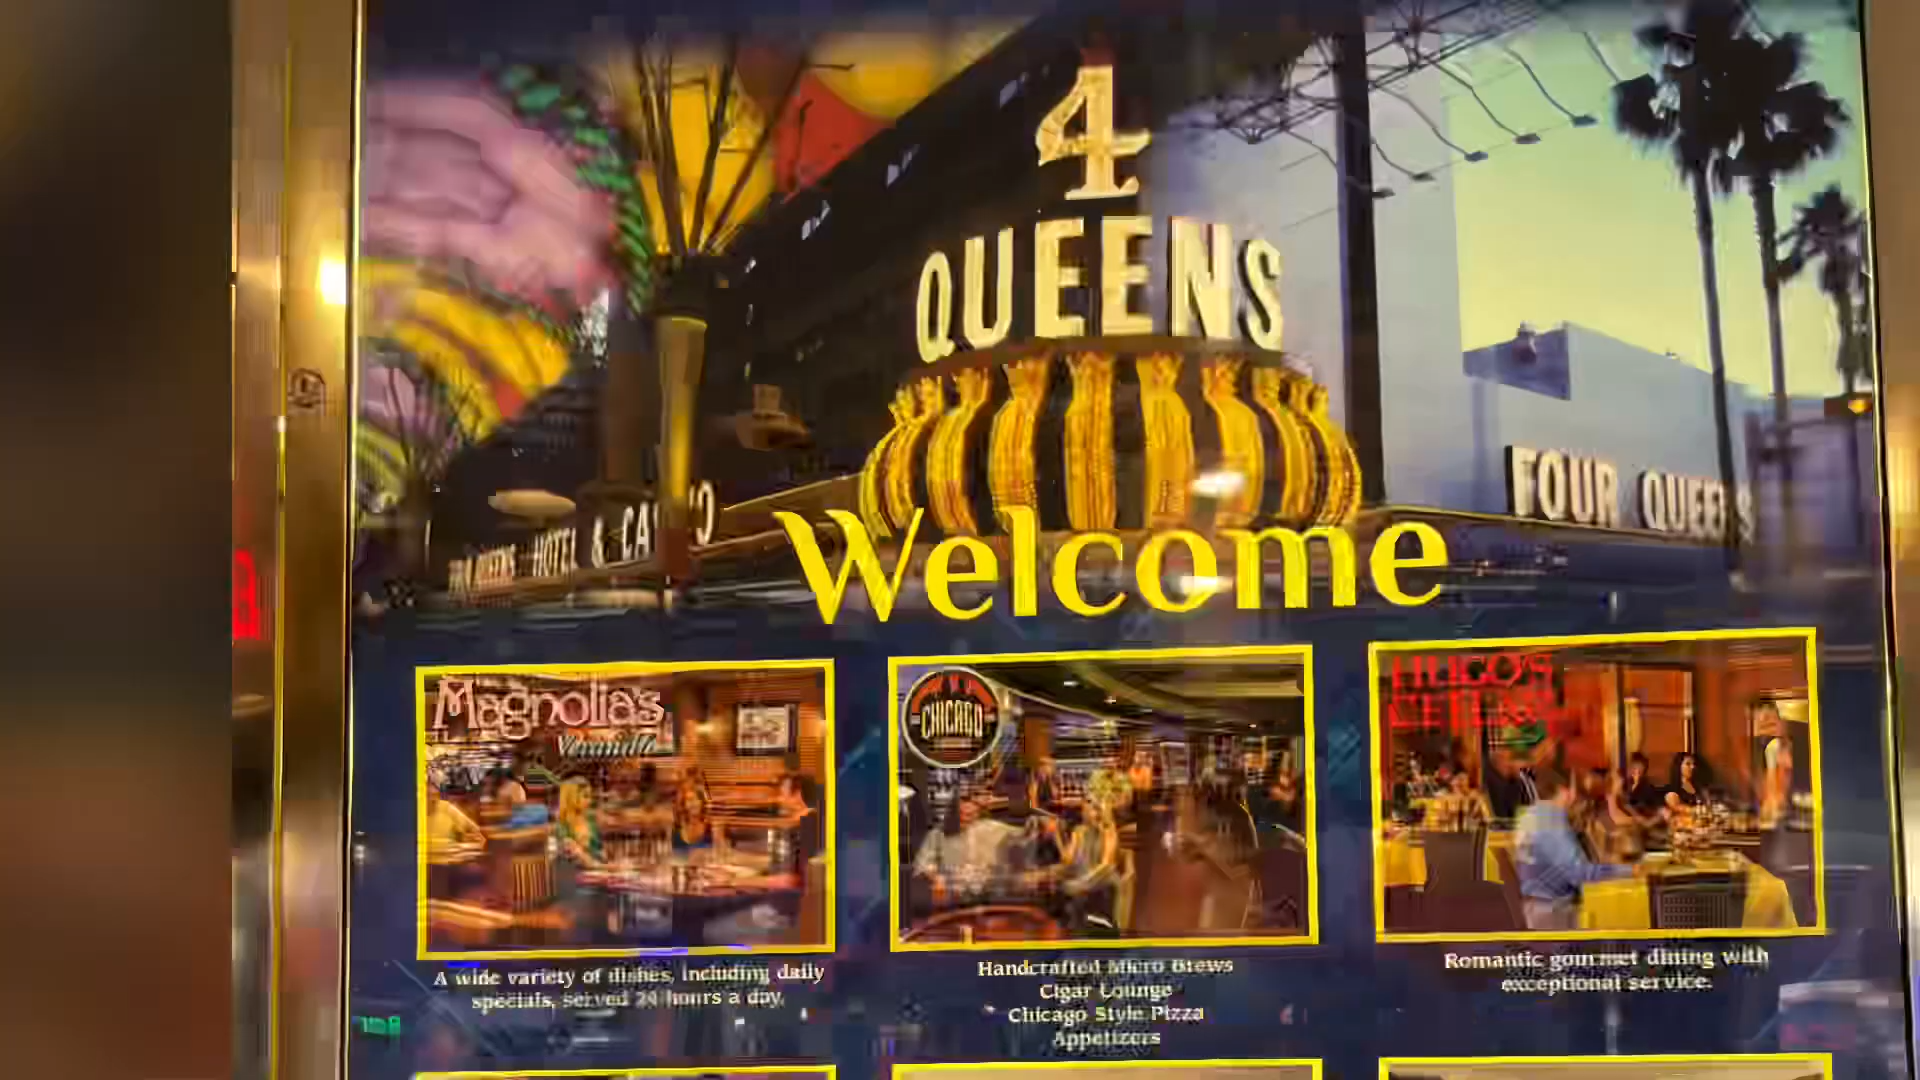 4
QUEENS
HOTEL & CA
FOUR QUEENS
Welcome
Magnolia's
Veranda
CHICAGO
HUGO'S
CELLAR
A wide variety of dishes, including daily
specials, served 24 hours a day.
Handcrafted Micro Brews
Cigar Lounge
Chicago Style Pizza
Appetizers
Romantic gourmet dining with
exceptional service.